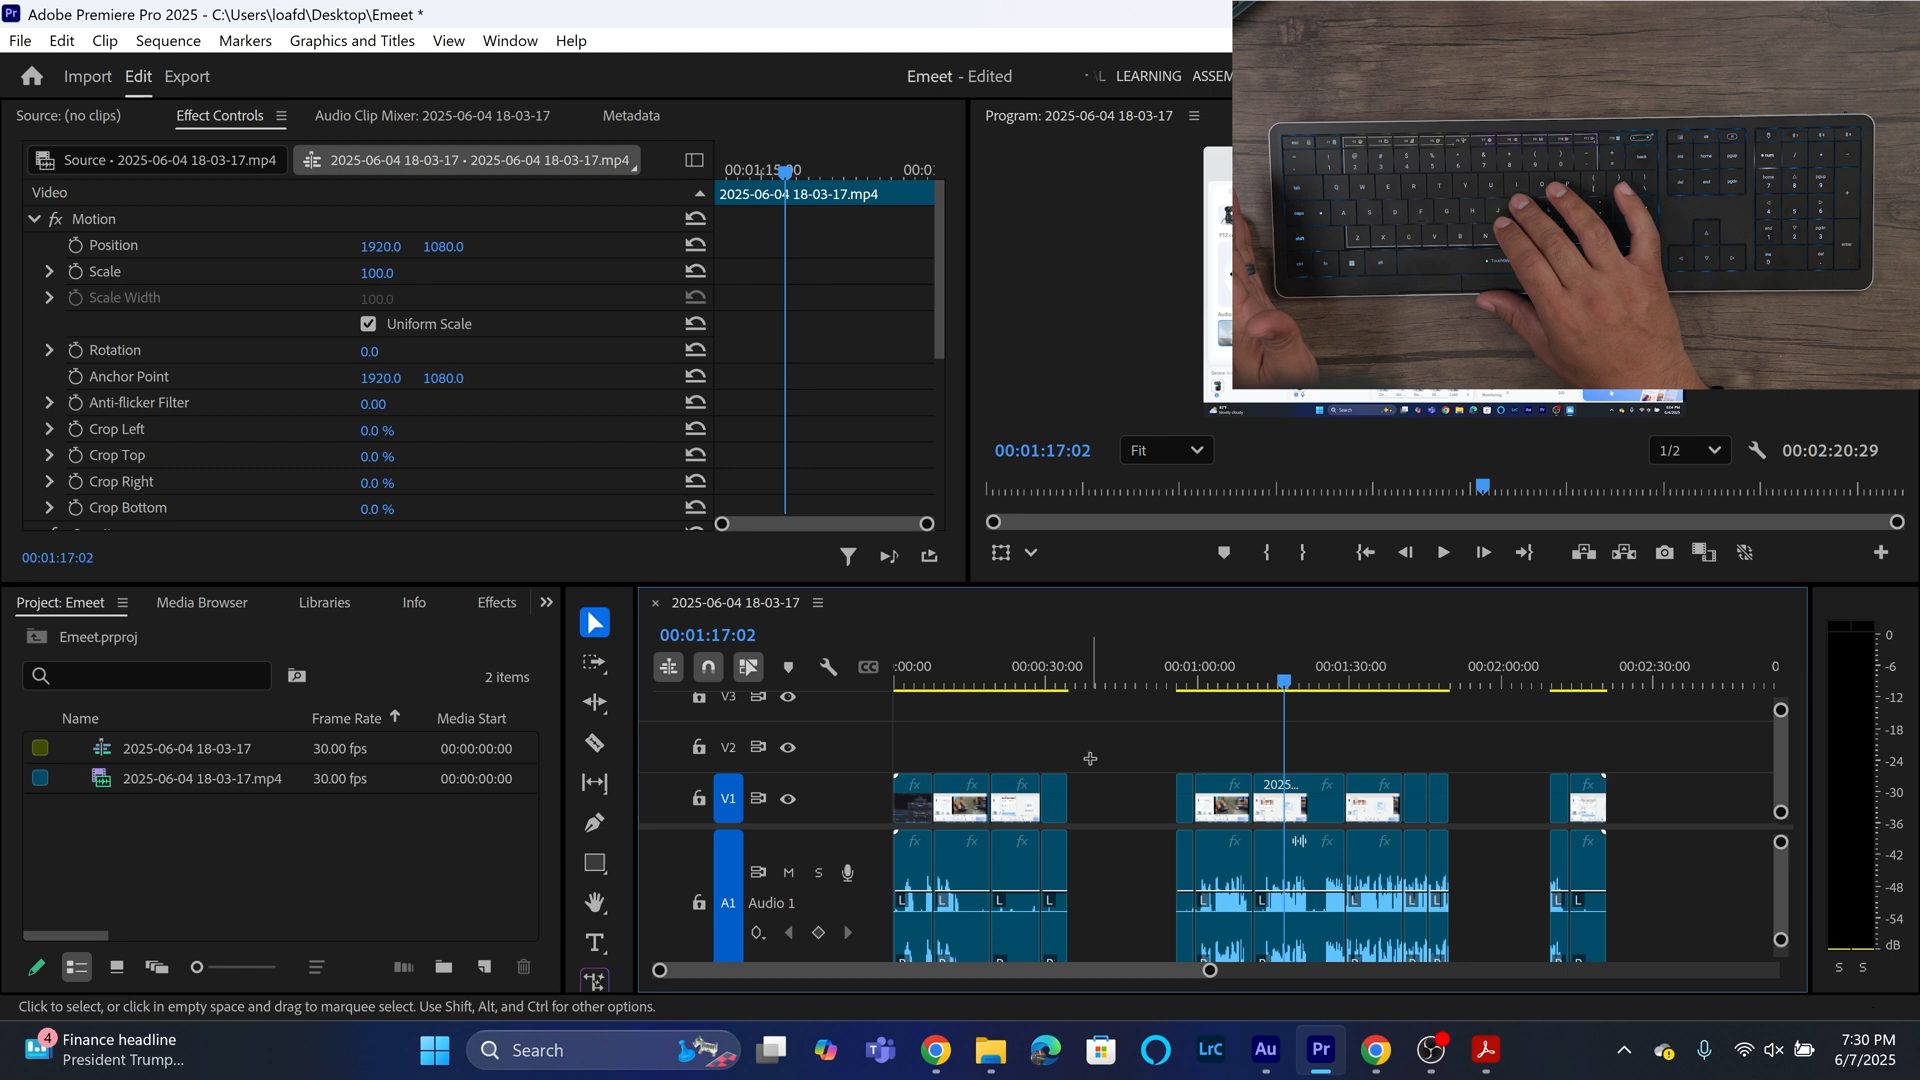 Adobe Premiere Pro 2025 - C:\Users\loafd\Desktop\Emeet *
File Edit Clip Sequence Markers Graphics and Titles View Window Help
Import Edit Export
Emeet - Edited
LEARNING ASSEM
Source: (no clips) Effect Controls Audio Clip Mixer: 2025-06-04 18-03-17 Metadata
Program: 2025-06-04 18-03-17
Source • 2025-06-04 18-03-17.mp4 2025-06-04 18-03-17 • 2025-06-04 18-03-17.mp4
Video
2025-06-04 18-03-17.mp4
fx Motion
Position 1920.0 1080.0
Scale 100.0
Scale Width 100.0
Uniform Scale
Rotation 0.0
Anchor Point 1920.0 1080.0
Anti-flicker Filter 0.00
Crop Left 0.0 %
Crop Top 0.0 %
Crop Right 0.0 %
Crop Bottom 0.0 %
00:01:17:02
00:01:17:02 Fit 1/2 00:02:20:29
Project: Emeet Media Browser Libraries Info Effects
Emeet.prproj
2 items
Name Frame Rate Media Start
2025-06-04 18-03-17 30.00 fps 00:00:00:00
2025-06-04 18-03-17.mp4 30.00 fps 00:00:00:00
2025-06-04 18-03-17
00:01:17:02
:00:00 00:00:30:00 00:01:00:00 00:01:30:00 00:02:00:00 00:02:30:00 0
V3
V2
V1
2025...
A1 Audio 1
M S
L L L L L L L L L L
0
-6
-12
-18
-24
-30
-36
-42
-48
-54
dB
S S
Click to select, or click in empty space and drag to marquee select. Use Shift, Alt, and Ctrl for other options.
4
Finance headline
President Trump...
Search
LrC Au Pr
7:30 PM
6/7/2025